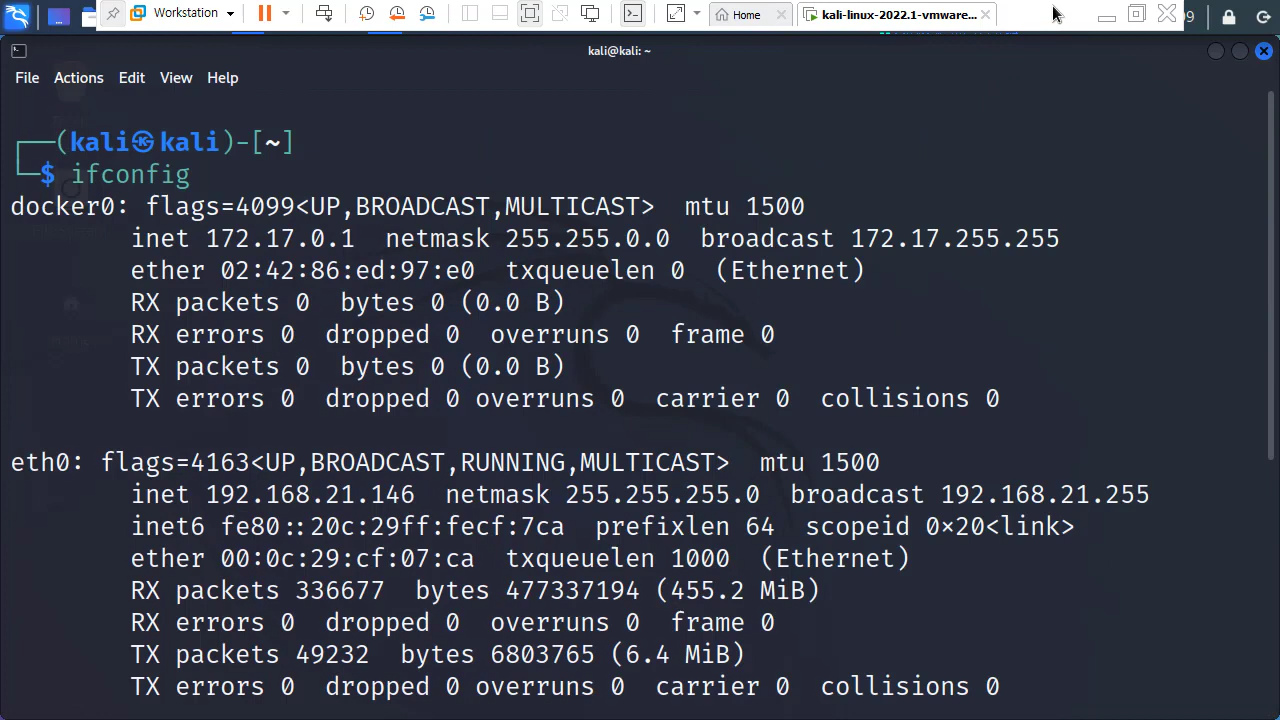 Workstation
Home
kali-linux-2022.1-vmware...
kali@kali: ~
File Actions Edit View Help
┌──(kali㉿kali)-[~]
└─$ ifconfig
docker0: flags=4099<UP,BROADCAST,MULTICAST>  mtu 1500
        inet 172.17.0.1  netmask 255.255.0.0  broadcast 172.17.255.255
        ether 02:42:86:ed:97:e0  txqueuelen 0  (Ethernet)
        RX packets 0  bytes 0 (0.0 B)
        RX errors 0  dropped 0  overruns 0  frame 0
        TX packets 0  bytes 0 (0.0 B)
        TX errors 0  dropped 0 overruns 0  carrier 0  collisions 0
eth0: flags=4163<UP,BROADCAST,RUNNING,MULTICAST>  mtu 1500
        inet 192.168.21.146  netmask 255.255.255.0  broadcast 192.168.21.255
        inet6 fe80::20c:29ff:fecf:7ca  prefixlen 64  scopeid 0×20<link>
        ether 00:0c:29:cf:07:ca  txqueuelen 1000  (Ethernet)
        RX packets 336677  bytes 477337194 (455.2 MiB)
        RX errors 0  dropped 0  overruns 0  frame 0
        TX packets 49232  bytes 6803765 (6.4 MiB)
        TX errors 0  dropped 0 overruns 0  carrier 0  collisions 0